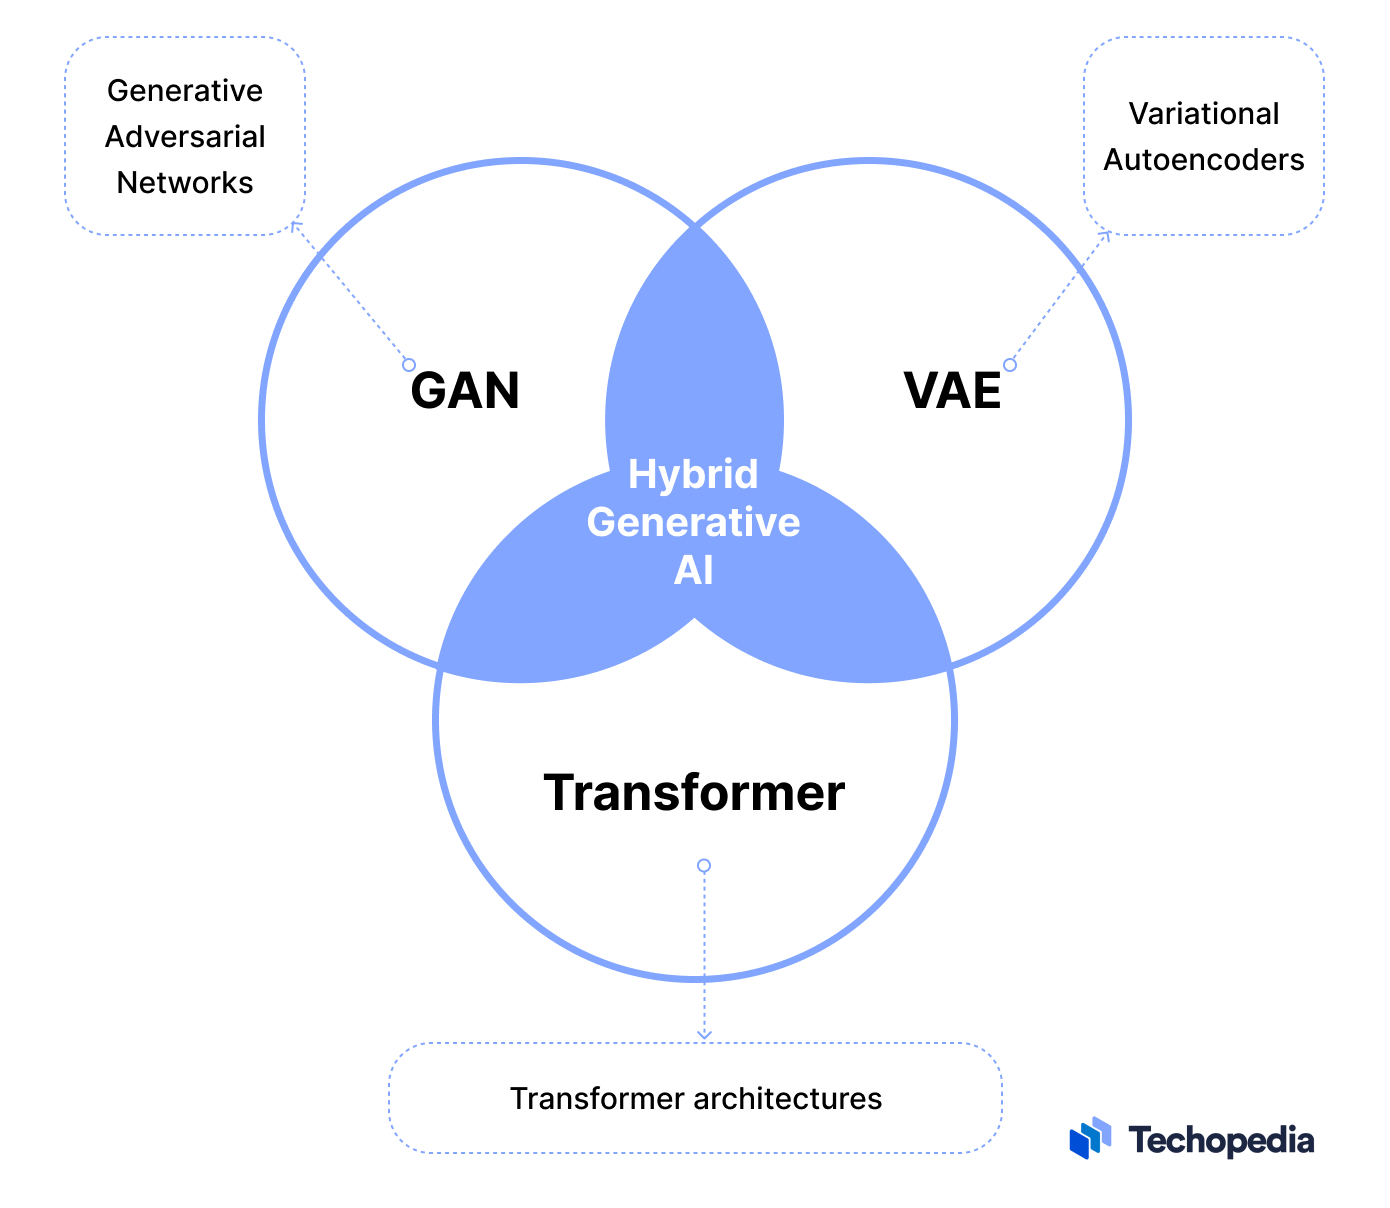 Generative
Adversarial
Networks
Variational
Autoencoders
GAN
VAE
Hybrid
Generative
AI
Transformer
Transformer architectures
Techopedia